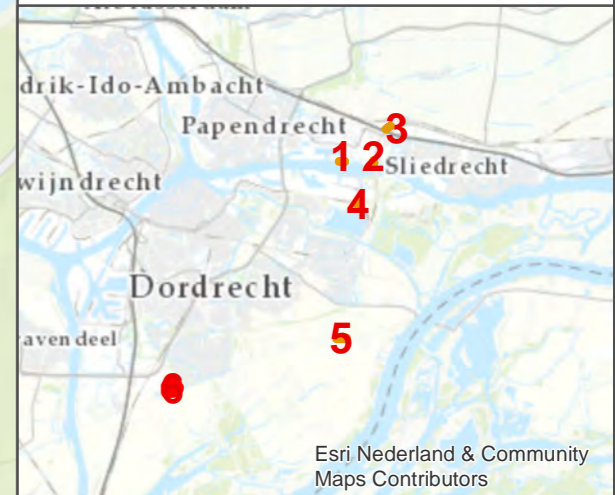 drik-Ido-Ambacht
Papendrecht
3
1 2 Sliedrecht
wijndrecht
4
Dordrecht
5
aven deel
6
Esri Nederland & Community
Maps Contributors